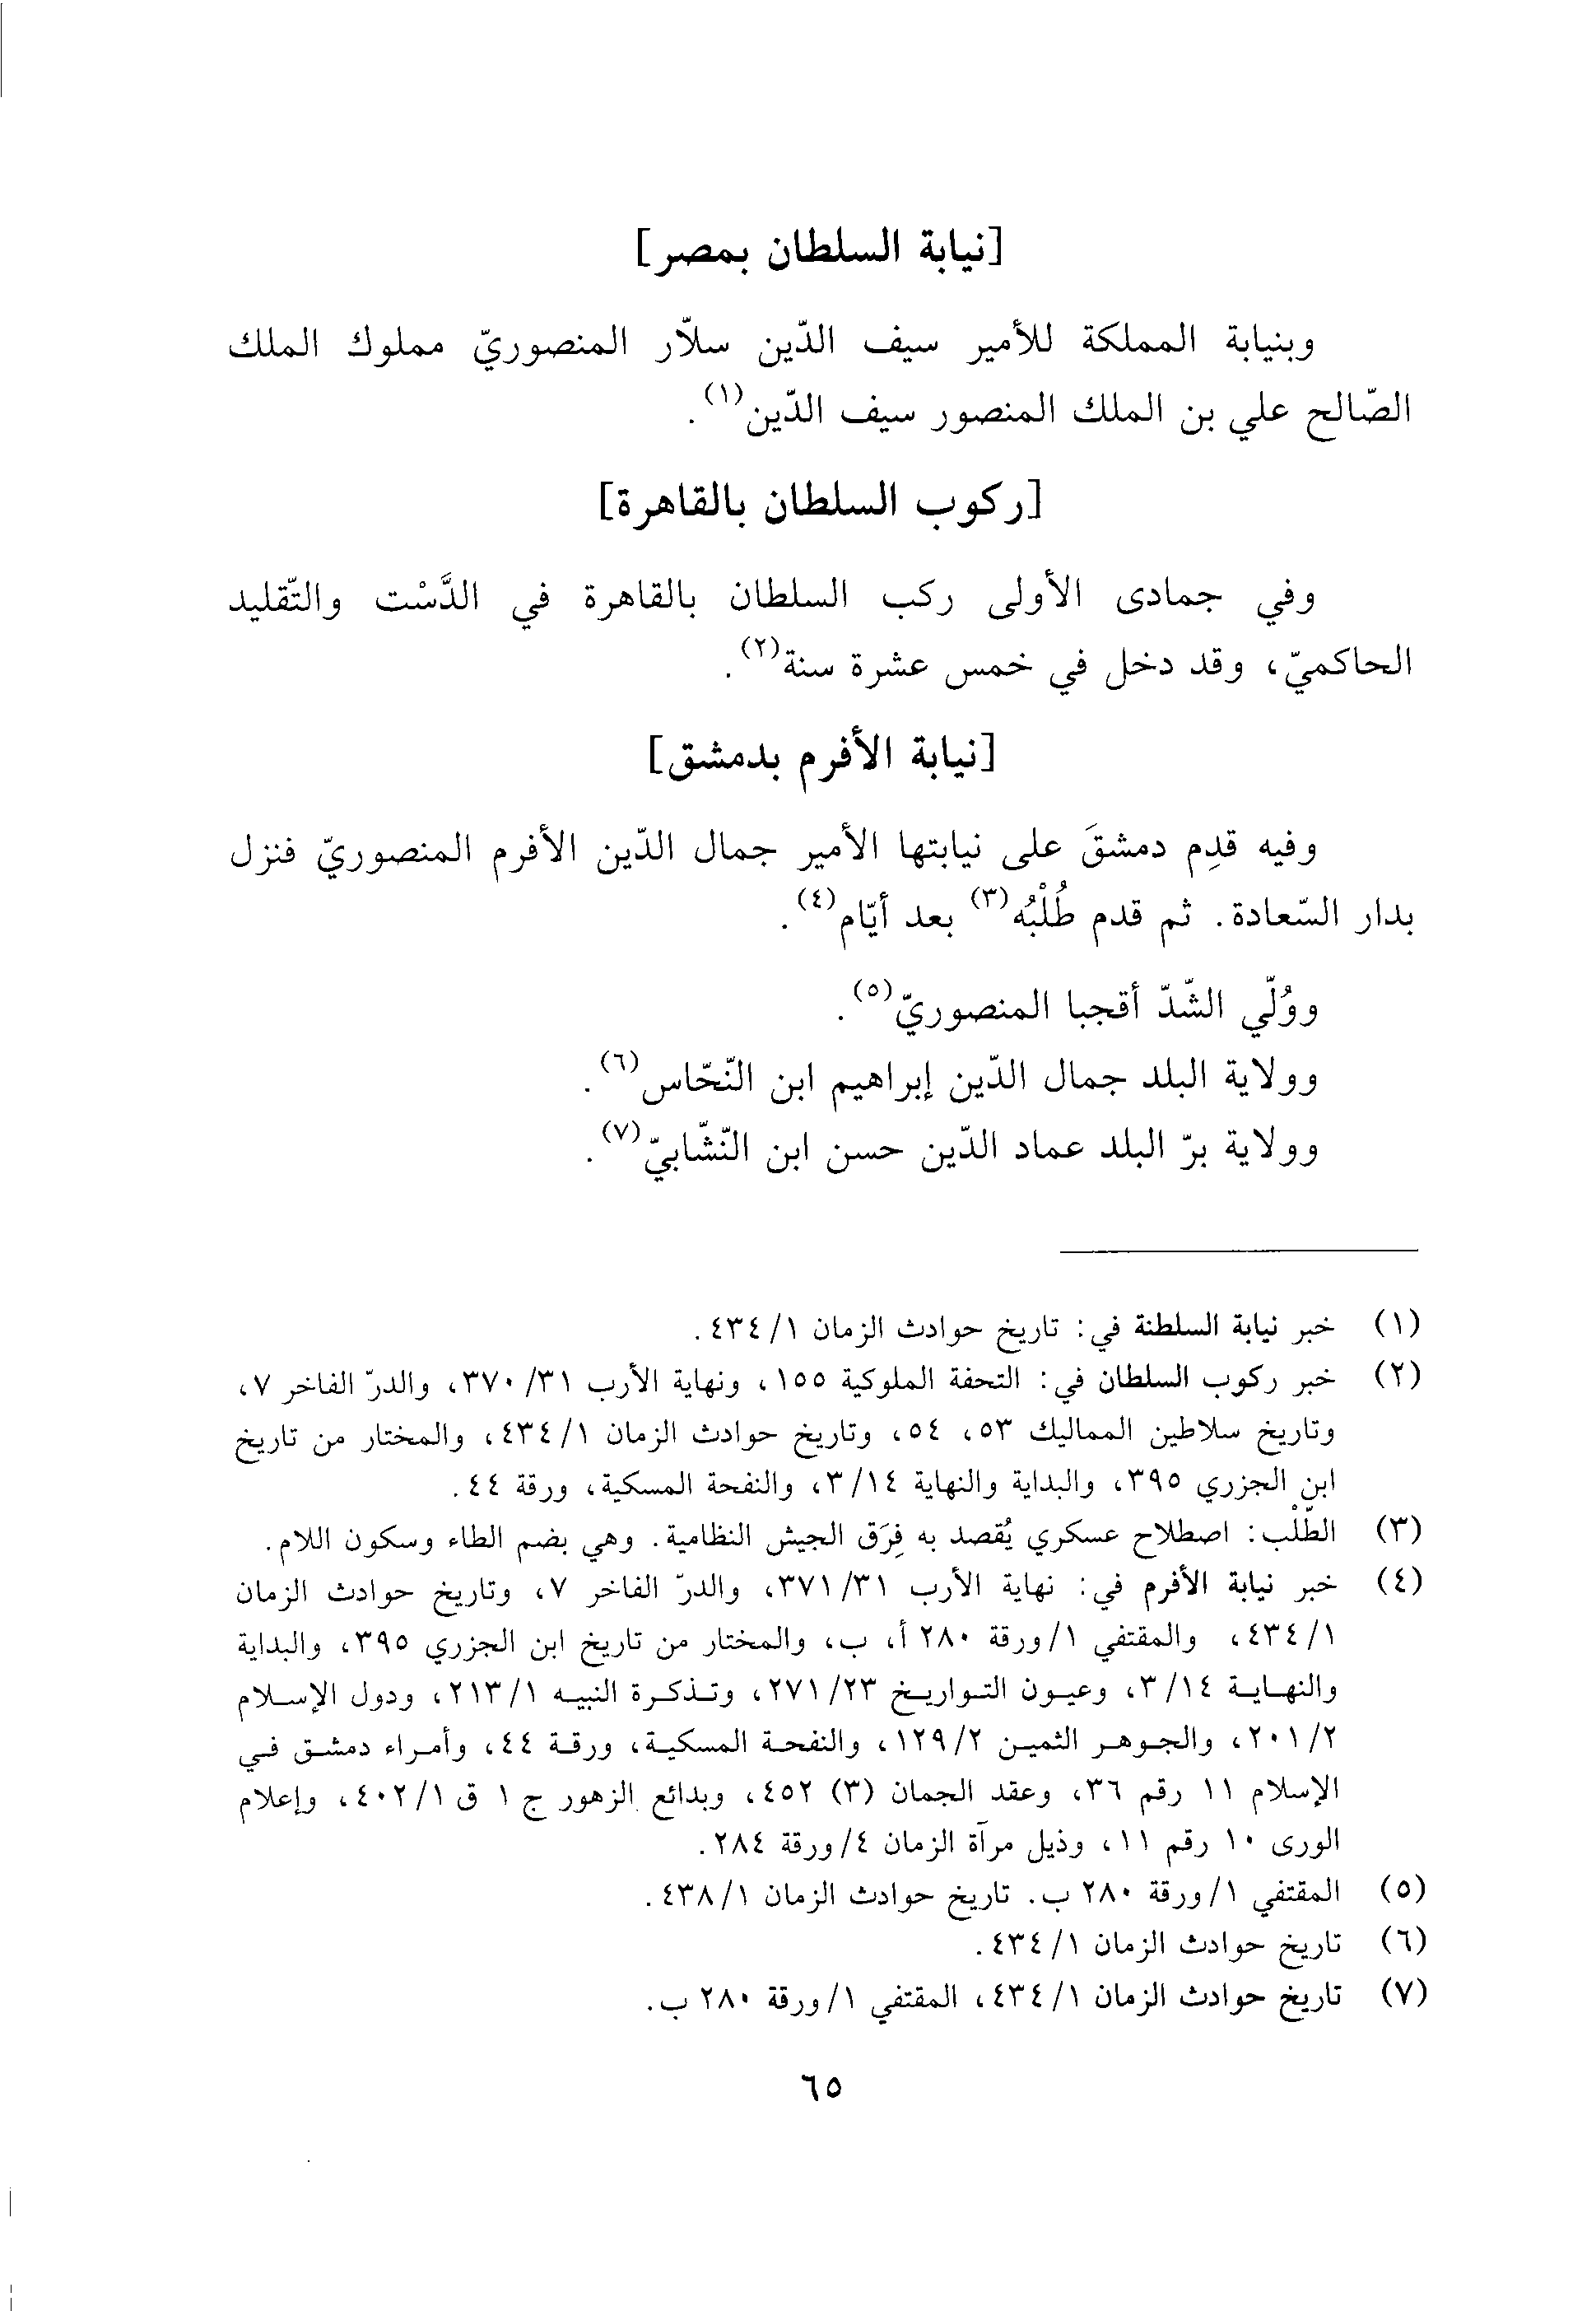 [نيابة السلطان بمصر]
وبنيابة المملكة للأمير سيف الدّين سلاّر المنصوريّ مملوك الملك
الصّالح علي بن الملك المنصور سيف الدّين(١).
[ركوب السلطان بالقاهرة]
وفي جمادى الأولى ركب السلطان بالقاهرة في الدَّسْت والتّقليد
الحاكميّ، وقد دخل في خمس عشرة سنة(٢).
[نيابة الأفرم بدمشق]
وفيه قدِم دمشقَ على نيابتها الأمير جمال الدّين الأفرم المنصوريّ فنزل
بدار السّعادة. ثم قدم طُلْبُه(٣) بعد أيّام(٤).
ووُلّي الشّدّ أقجبا المنصوريّ(٥).
وولاية البلد جمال الدّين إبراهيم ابن النّحّاس(٦).
وولاية برّ البلد عماد الدّين حسن ابن النّشّابيّ(٧).
(١) خبر نيابة السلطنة في: تاريخ حوادث الزمان ١/ ٤٣٤.
(٢) خبر ركوب السلطان في: التحفة الملوكية ١٥٥، ونهاية الأرب ٣١/ ٣٧٠، والدرّ الفاخر ٧،
وتاريخ سلاطين المماليك ٥٣، ٥٤، وتاريخ حوادث الزمان ١/ ٤٣٤، والمختار من تاريخ
ابن الجزري ٣٩٥، والبداية والنهاية ١٤/ ٣، والنفحة المسكية، ورقة ٤٤.
(٣) الطّلْب: اصطلاح عسكري يُقصد به فِرَق الجيش النظامية. وهي بضم الطاء وسكون اللام.
(٤) خبر نيابة الأفرم في: نهاية الأرب ٣١/ ٣٧١، والدرّ الفاخر ٧، وتاريخ حوادث الزمان
١/ ٤٣٤، والمقتفي ١/ ورقة ٢٨٠ أ، ب، والمختار من تاريخ ابن الجزري ٣٩٥، والبداية
والنهاية ١٤/ ٣، وعيون التواريخ ٢٣/ ٢٧١، وتذكرة النبيه ١/ ٢١٣، ودول الإسلام
٢/ ٢٠١، والجوهر الثمين ٢/ ١٢٩، والنفحة المسكية، ورقة ٤٤، وأمراء دمشق في
الإسلام ١١ رقم ٣٦، وعقد الجمان (٣) ٤٥٢، وبدائع الزهور ج ١ ق ١/ ٤٠٢، وإعلام
الورى ١٠ رقم ١١، وذيل مرآة الزمان ٤/ ورقة ٢٨٤.
(٥) المقتفي ١/ ورقة ٢٨٠ ب. تاريخ حوادث الزمان ١/ ٤٣٨.
(٦) تاريخ حوادث الزمان ١/ ٤٣٤.
(٧) تاريخ حوادث الزمان ١/ ٤٣٤، المقتفي ١/ ورقة ٢٨٠ ب.
٦٥